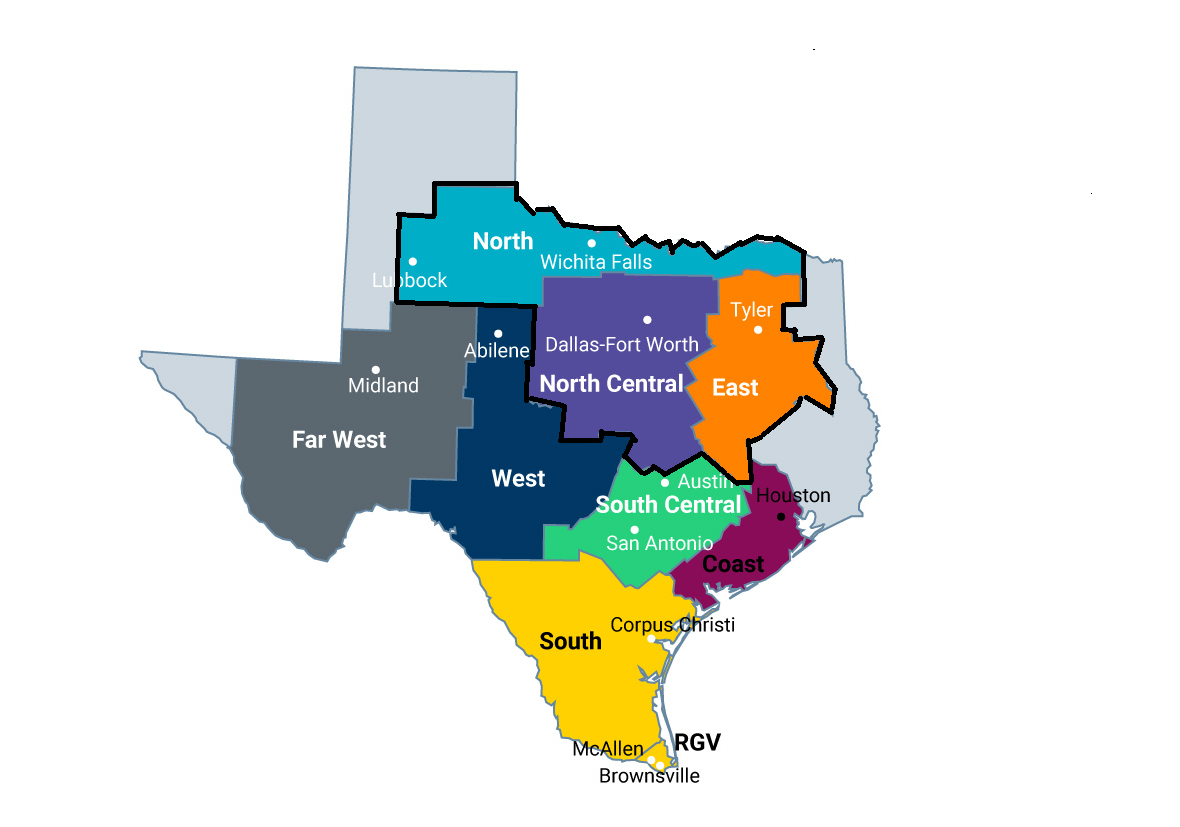 North
Wichita Falls
Lubbock
Tyler
Abilene
Dallas-Fort Worth
Midland
North Central
East
Far West
West
Austin
South Central
Houston
San Antonio
Coast
Corpus Christi
South
McAllen
RGV
Brownsville